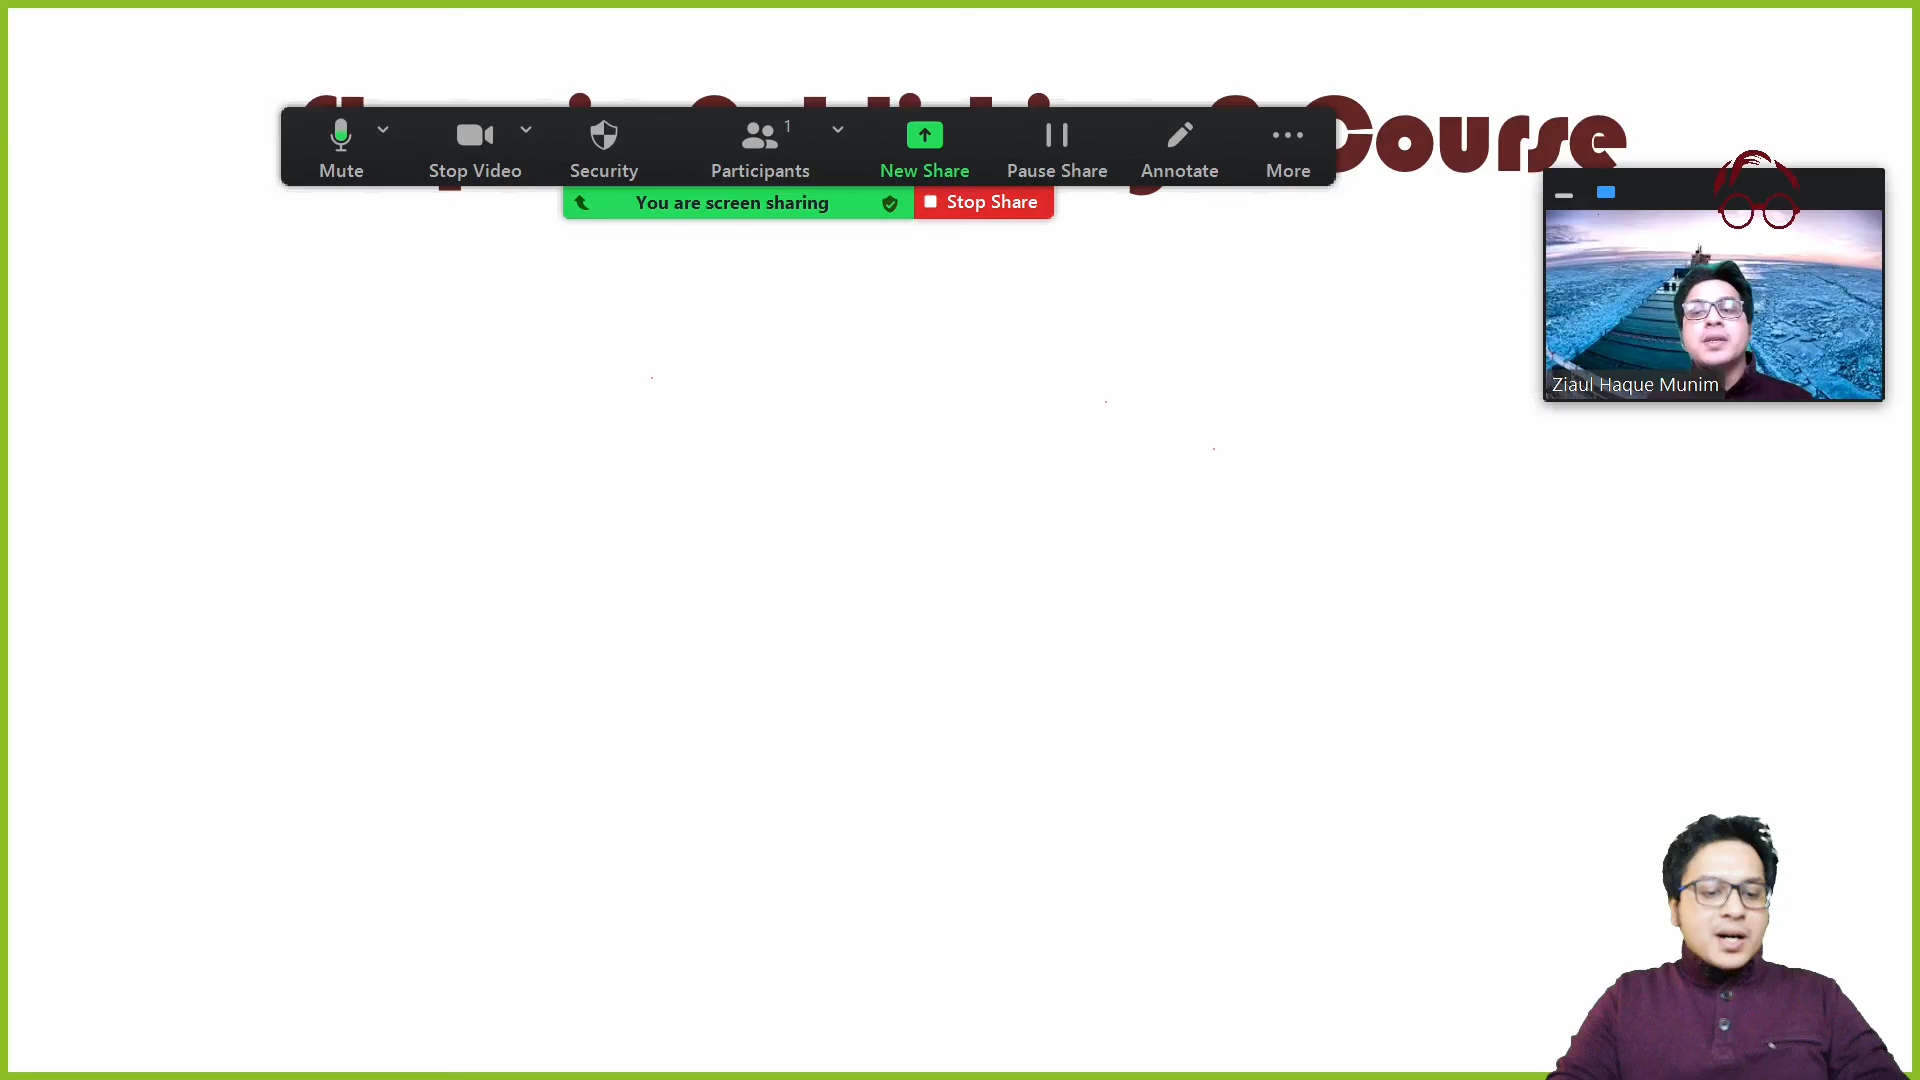 Course
1
Mute
Stop Video
Security
Participants
New Share
Pause Share
Annotate
More
You are screen sharing
Stop Share
Ziaul Haque Munim